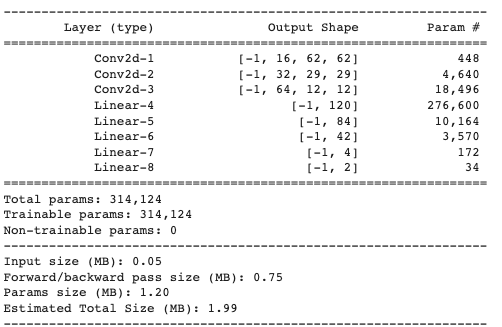 ----------------------------------------------------------------
Layer (type) Output Shape Param #
================================================================
Conv2d-1 [-1, 16, 62, 62] 448
Conv2d-2 [-1, 32, 29, 29] 4,640
Conv2d-3 [-1, 64, 12, 12] 18,496
Linear-4 [-1, 120] 276,600
Linear-5 [-1, 84] 10,164
Linear-6 [-1, 42] 3,570
Linear-7 [-1, 4] 172
Linear-8 [-1, 2] 34
================================================================
Total params: 314,124
Trainable params: 314,124
Non-trainable params: 0
----------------------------------------------------------------
Input size (MB): 0.05
Forward/backward pass size (MB): 0.75
Params size (MB): 1.20
Estimated Total Size (MB): 1.99
----------------------------------------------------------------